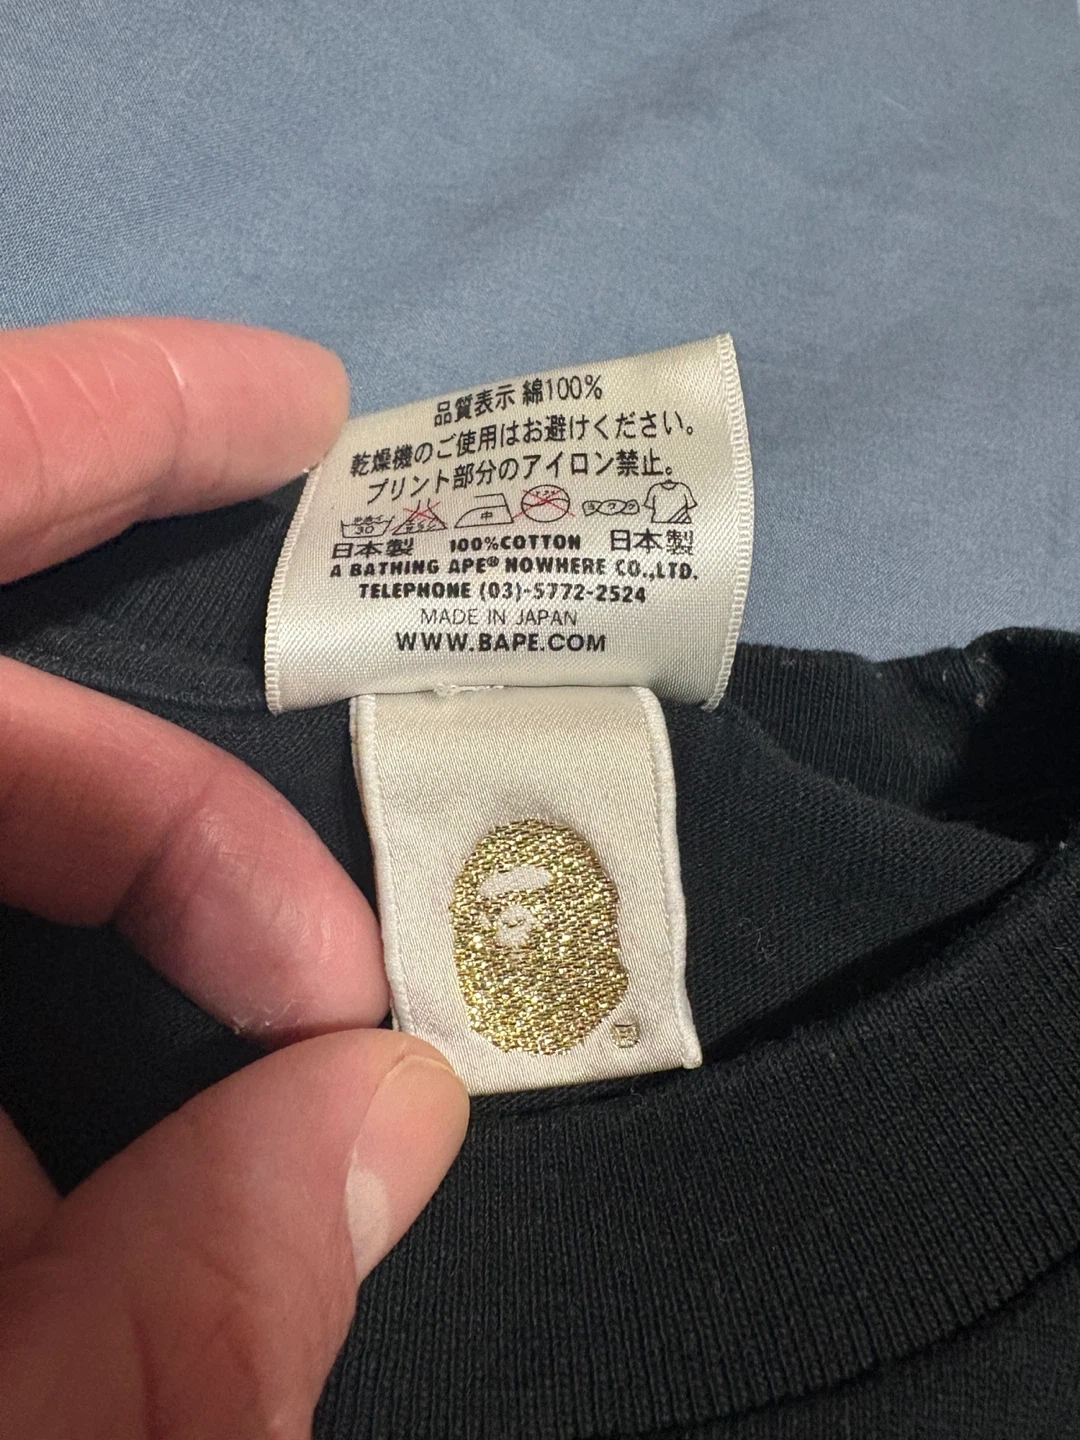 品質表示 綿100%
乾燥機のご使用はお避けください。
プリント部分のアイロン禁止。
30 中
日本製 100%COTTON 日本製
A BATHING APE® NOWHERE CO.,LTD.
TELEPHONE (03)-5772-2524
MADE IN JAPAN
WWW.BAPE.COM